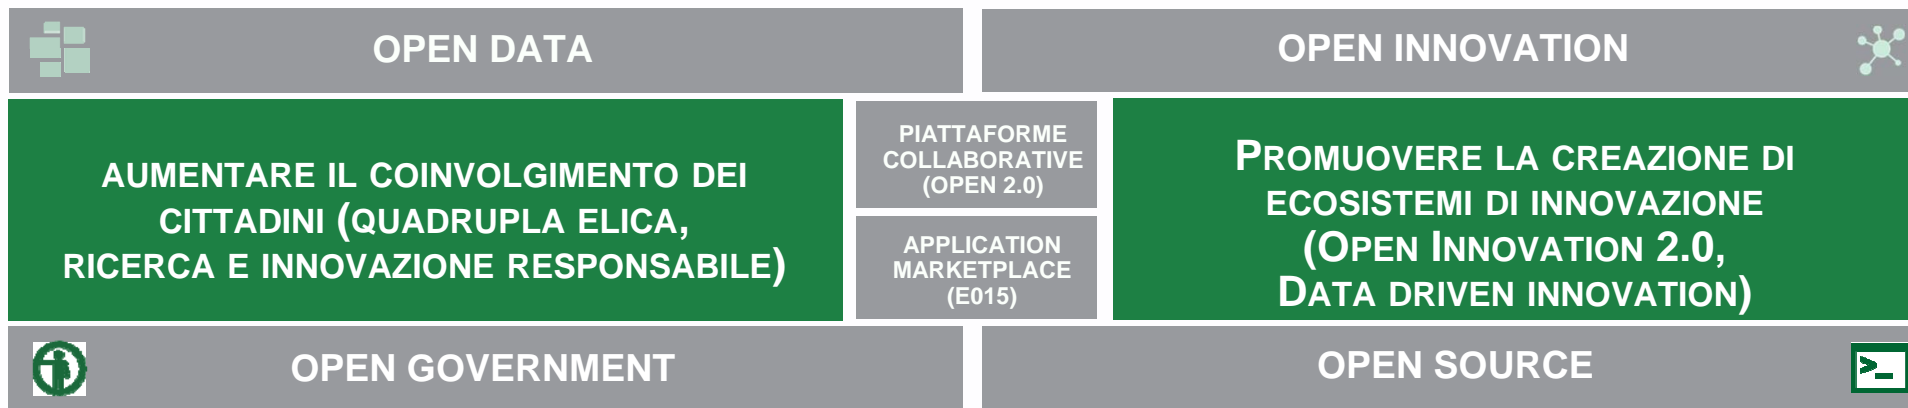 OPEN DATA
OPEN INNOVATION
AUMENTARE IL COINVOLGIMENTO DEI
CITTADINI (QUADRUPLA ELICA,
RICERCA E INNOVAZIONE RESPONSABILE)
PIATTAFORME
COLLABORATIVE
(OPEN 2.0)
APPLICATION
MARKETPLACE
(E015)
PROMUOVERE LA CREAZIONE DI
ECOSISTEMI DI INNOVAZIONE
(OPEN INNOVATION 2.0,
DATA DRIVEN INNOVATION)
OPEN GOVERNMENT
OPEN SOURCE
>_